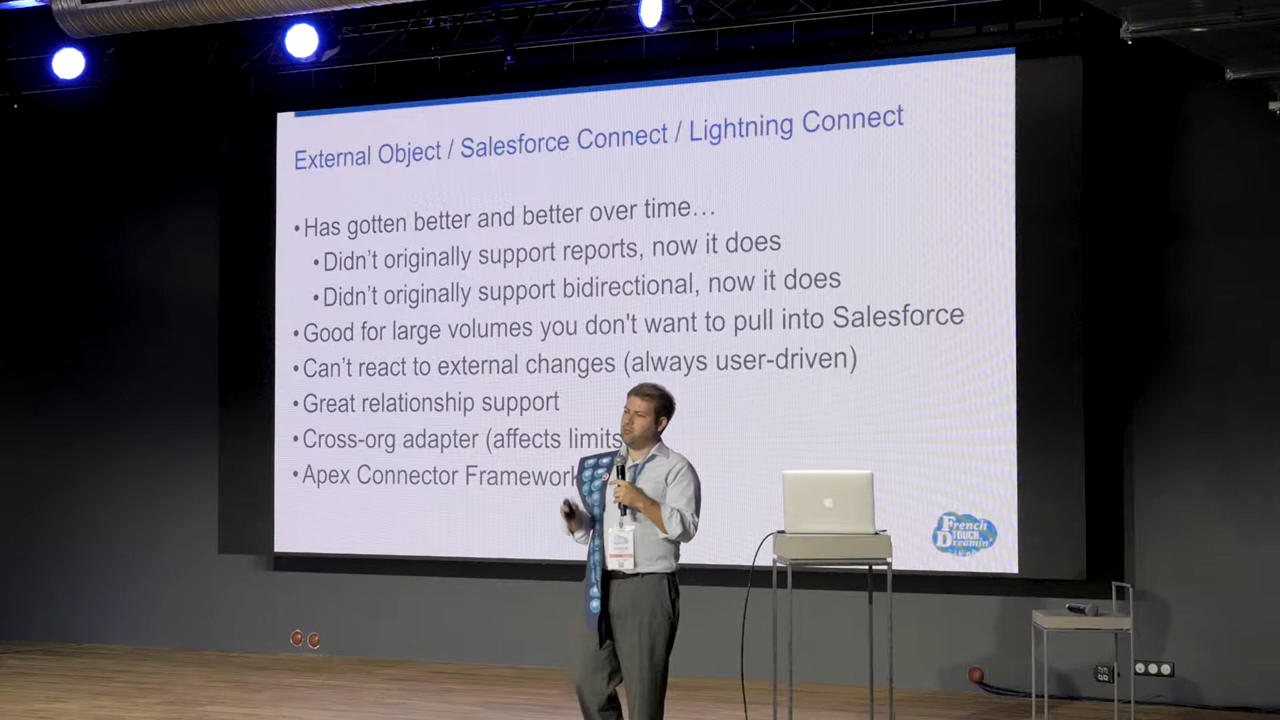 External Object / Salesforce Connect / Lightning Connect
•Has gotten better and better over time…
•Didn’t originally support reports, now it does
•Didn’t originally support bidirectional, now it does
•Good for large volumes you don't want to pull into Salesforce
•Can’t react to external changes (always user-driven)
•Great relationship support
•Cross-org adapter (affects limits
•Apex Connector Framework
French
TOUCH
Dreamin'